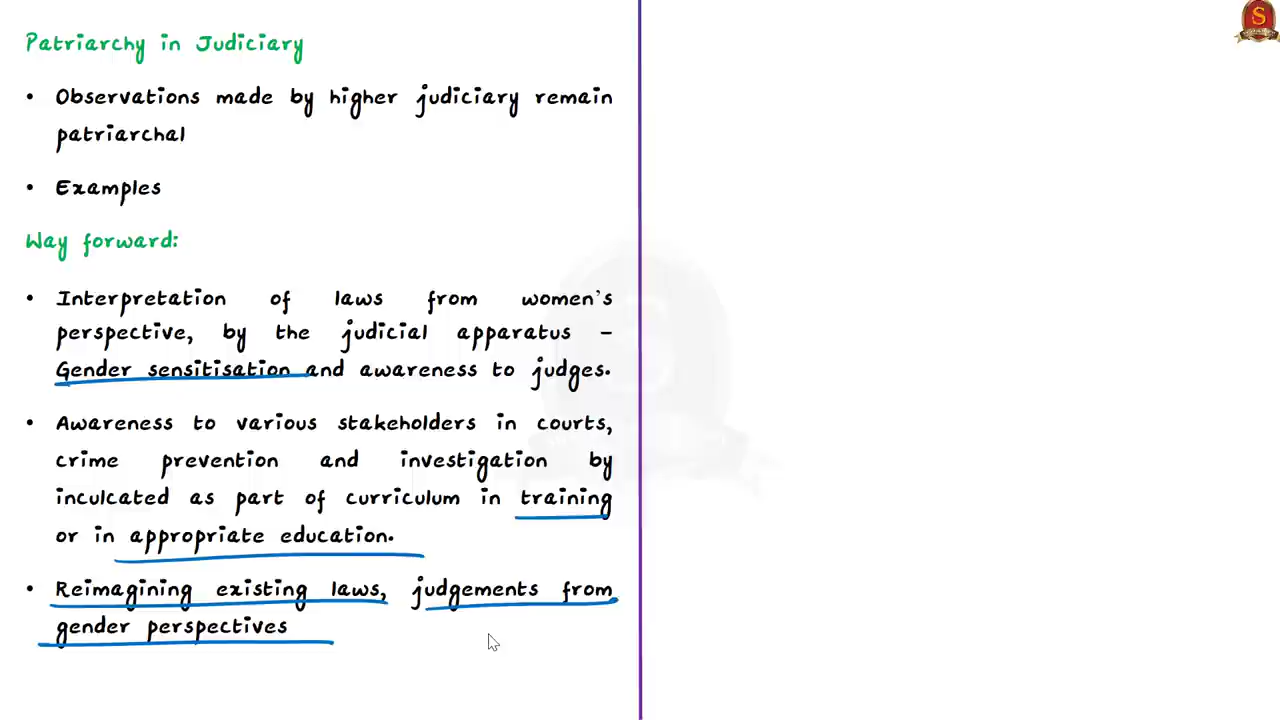 Patriarchy in Judiciary
• Observations made by higher judiciary remain
patriarchal
• Examples
Way forward:
• Interpretation of laws from women's
perspective, by the judicial apparatus –
Gender sensitisation and awareness to judges.
• Awareness to various stakeholders in courts,
crime prevention and investigation by
inculcated as part of curriculum in training
or in appropriate education.
• Reimagining existing laws, judgements from
gender perspectives
S